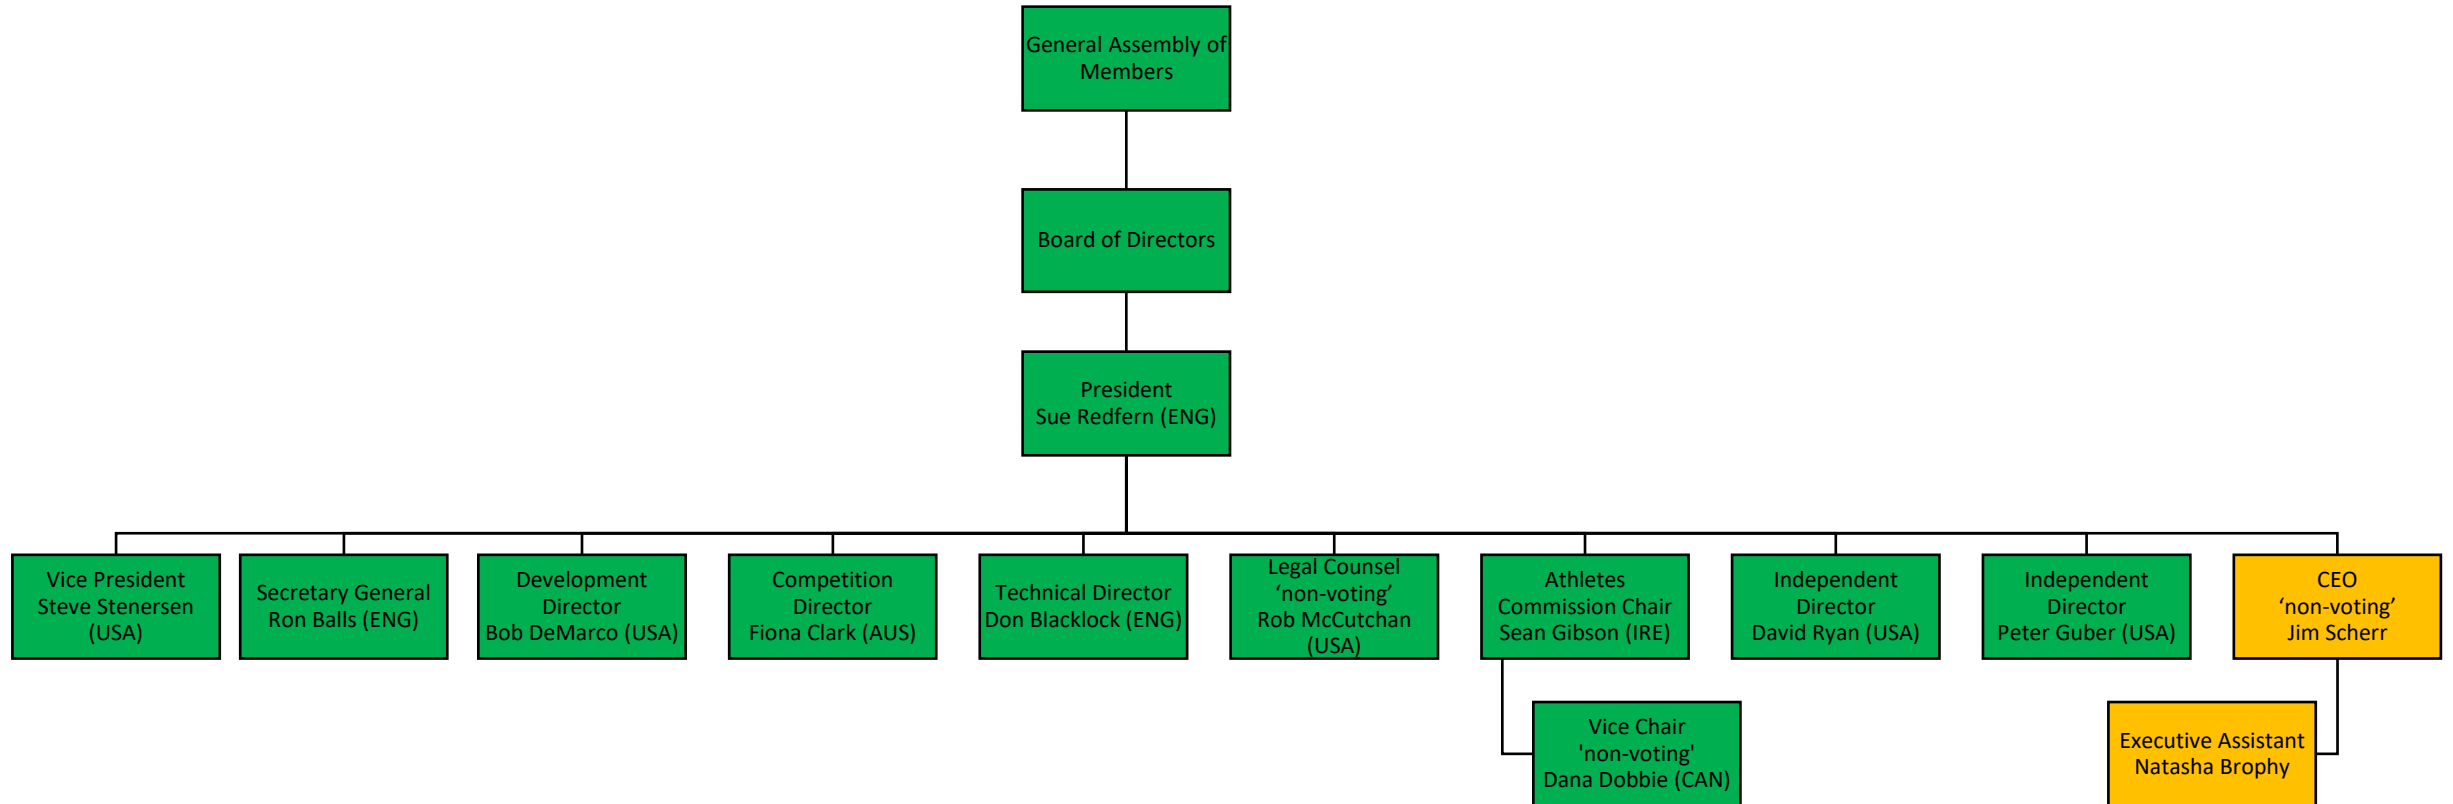 General Assembly of
Members
Board of Directors
President
Sue Redfern (ENG)
Vice President
Steve Stenersen
(USA)
Secretary General
Ron Balls (ENG)
Development
Director
Bob DeMarco (USA)
Competition
Director
Fiona Clark (AUS)
Technical Director
Don Blacklock (ENG)
Legal Counsel
‘non-voting’
Rob McCutchan
(USA)
Athletes
Commission Chair
Sean Gibson (IRE)
Independent
Director
David Ryan (USA)
Independent
Director
Peter Guber (USA)
CEO
‘non-voting’
Jim Scherr
Vice Chair
'non-voting'
Dana Dobbie (CAN)
Executive Assistant
Natasha Brophy